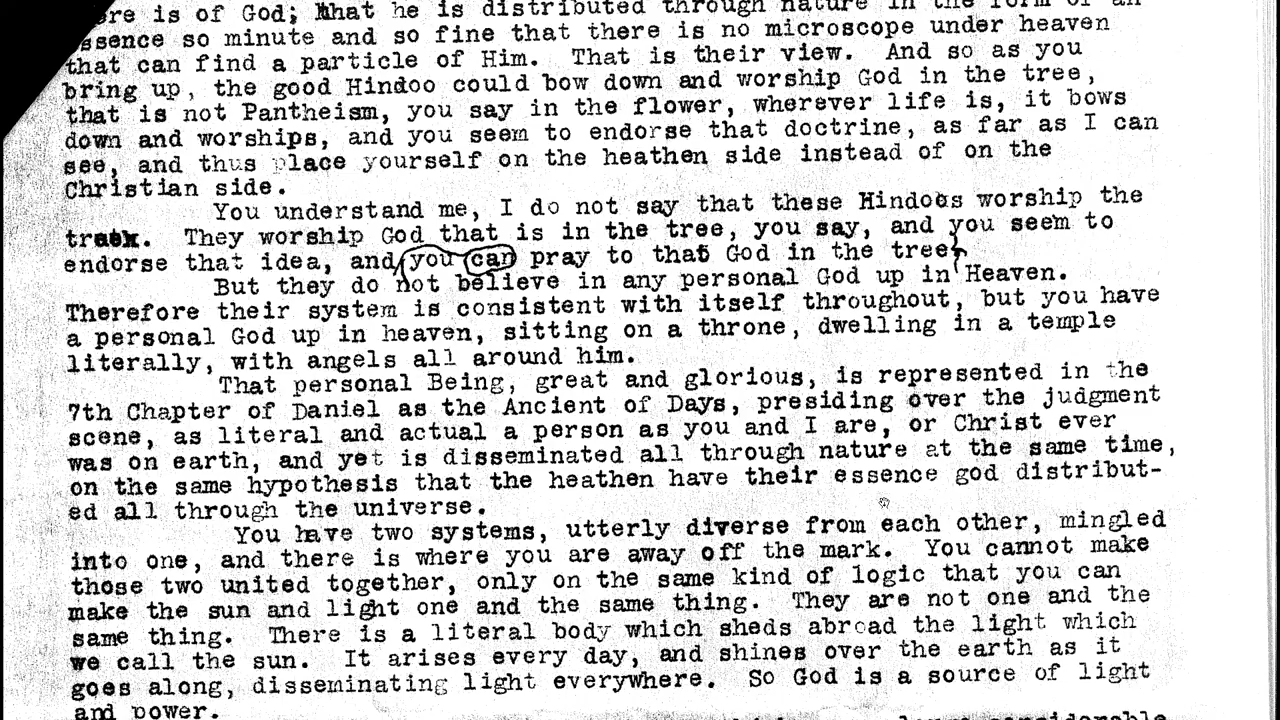 ere is of God; that he is distributed through nature in the form of an
ssence so minute and so fine that there is no microscope under heaven
that can find a particle of Him. That is their view. And so as you
bring up, the good Hindoo could bow down and worship God in the tree,
that is not Pantheism, you say in the flower, wherever life is, it bows
down and worships, and you seem to endorse that doctrine, as far as I can
see, and thus place yourself on the heathen side instead of on the
Christian side.
You understand me, I do not say that these Hindoos worship the
They worship God that is in the tree, you say, and you seem to
endorse that idea, and you can pray to that God in the tree.
But they do not believe in any personal God up in Heaven.
Therefore their system is consistent with itself throughout, but you have
a personal God up in heaven, sitting on a throne, dwelling in a temple
literally, with angels all around him.
That personal Being, great and glorious, is represented in the
7th Chapter of Daniel as the Ancient of Days, presiding over the judgment
scene, as literal and actual a person as you and I are, or Christ ever
was on earth, and yet is disseminated all through nature at the same time,
on the same hypothesis that the heathen have their essence god distribut-
ed all through the universe.
You have two systems, utterly diverse from each other, mingled
into one, and there is where you are away off the mark. You cannot make
those two united together, only on the same kind of logic that you can
make the sun and light one and the same thing. They are not one and the
same thing. There is a literal body which sheds abroad the light which
we call the sun. It arises every day, and shines over the earth as it
goes along, disseminating light everywhere. So God is a source of light
and power.